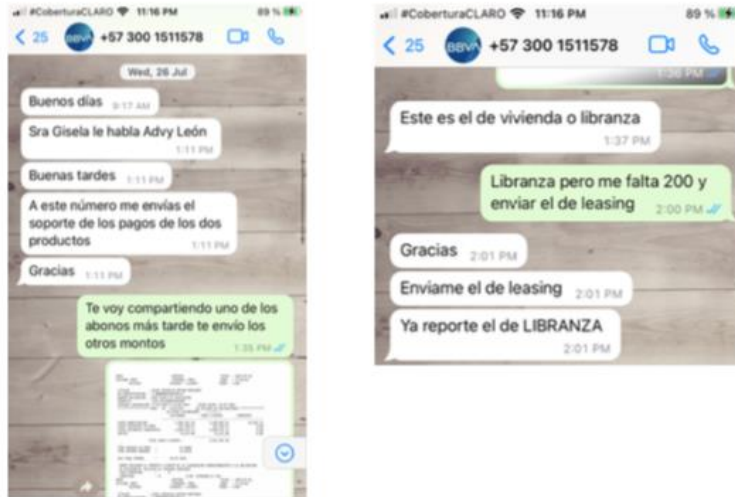 #CoberturaCLARO 11:16 PM 89 %
25 BBVA +57 300 1511578
Wed, 26 Jul
Buenos días 9:17 AM
Sra Gisela le habla Advy León
1:11 PM
Buenas tardes 1:11 PM
A este número me envías el
soporte de los pagos de los dos
productos 1:11 PM
Gracias 1:11 PM
Te voy compartiendo uno de los
abonos más tarde te envío los
otros montos 1:35 PM
#CoberturaCLARO 11:16 PM 89 %
25 BBVA +57 300 1511578
1:36 PM
Este es el de vivienda o libranza
1:37 PM
Libranza pero me falta 200 y
enviar el de leasing 2:00 PM
Gracias 2:01 PM
Enviame el de leasing 2:01 PM
Ya reporte el de LIBRANZA
2:01 PM